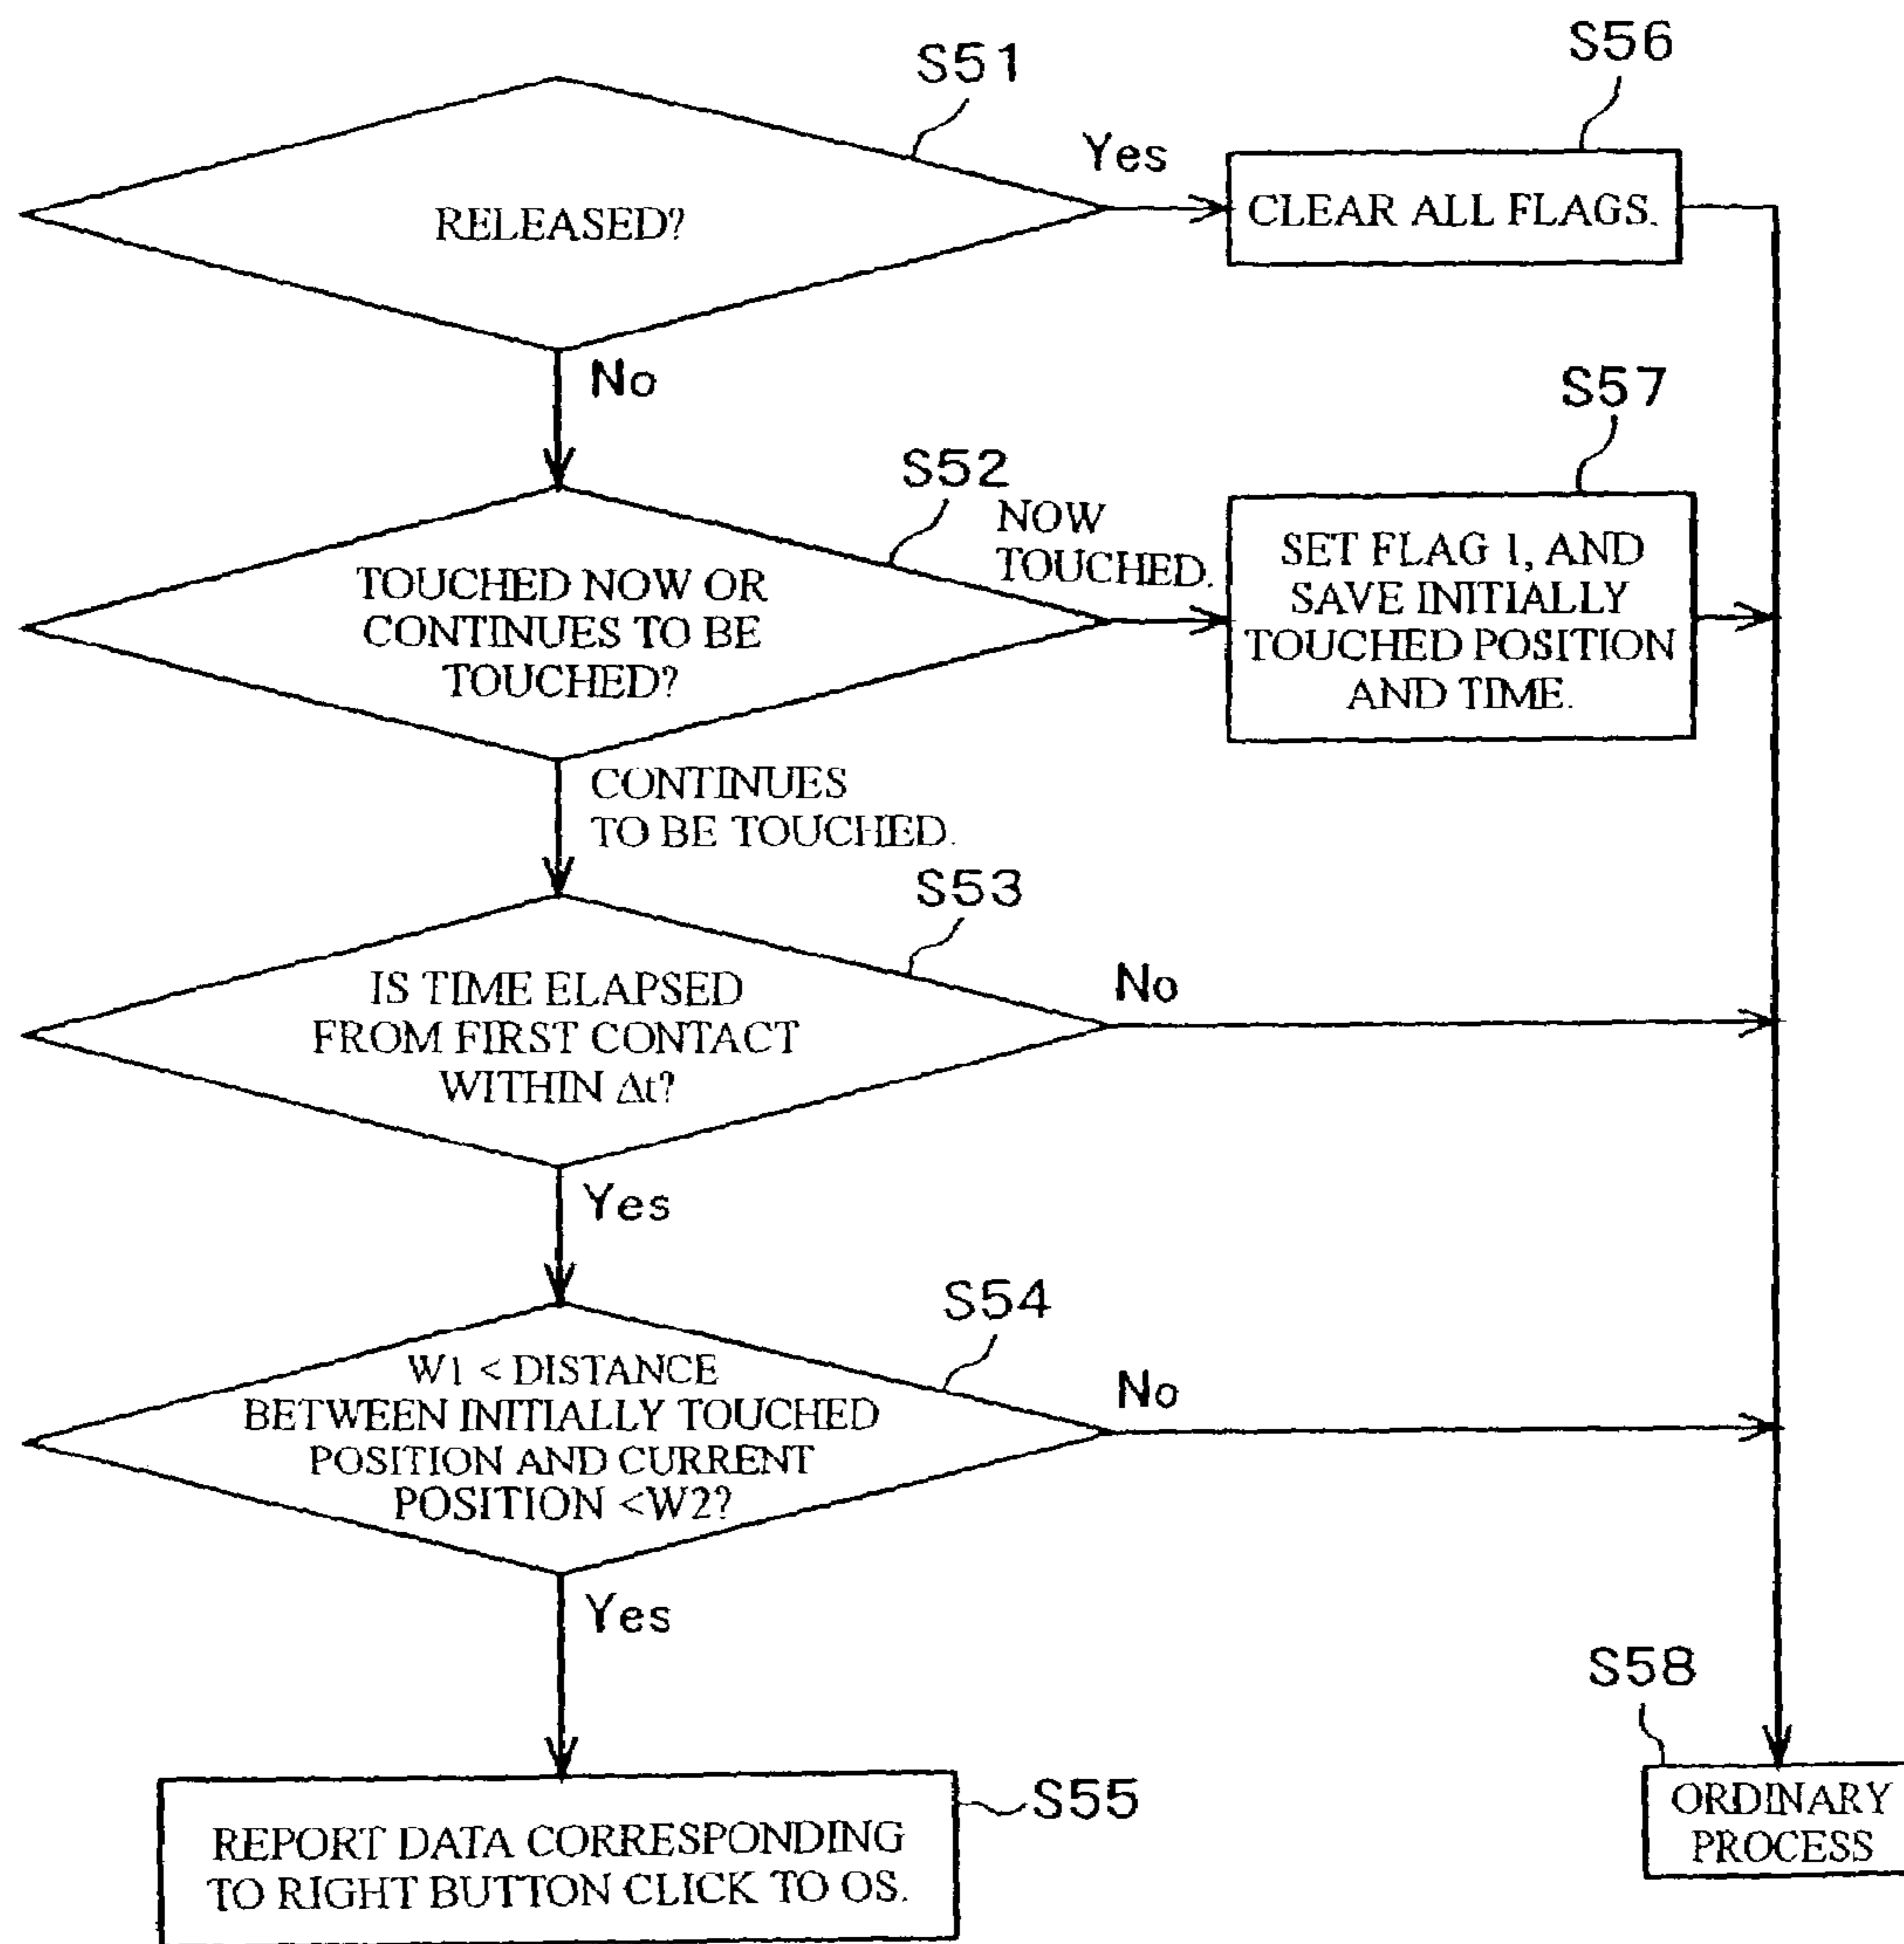 S51
S56
Yes
RELEASED?
CLEAR ALL FLAGS.
No
S57
S52
NOW
TOUCHED.
TOUCHED NOW OR
CONTINUES TO BE
TOUCHED?
SET FLAG 1, AND
SAVE INITIALLY
TOUCHED POSITION
AND TIME.
CONTINUES
TO BE TOUCHED.
S53
IS TIME ELAPSED
FROM FIRST CONTACT
WITHIN Δt?
No
Yes
S54
W1 < DISTANCE
BETWEEN INITIALLY TOUCHED
POSITION AND CURRENT
POSITION <W2?
No
Yes
S58
S55
REPORT DATA CORRESPONDING
TO RIGHT BUTTON CLICK TO OS.
ORDINARY
PROCESS